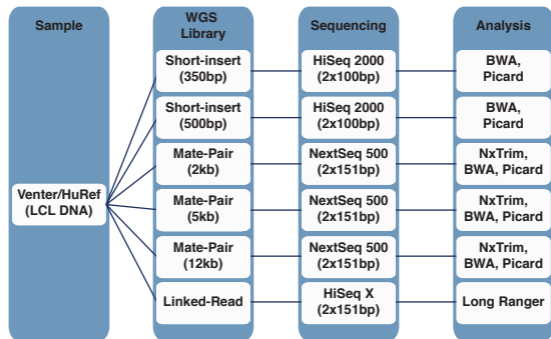 Sample
WGS
Library
Sequencing
Analysis
Short-insert
(350bp)
HiSeq 2000
(2x100bp)
BWA,
Picard
Short-insert
(500bp)
HiSeq 2000
(2x100bp)
BWA,
Picard
Mate-Pair
(2kb)
NextSeq 500
(2x151bp)
NxTrim,
BWA, Picard
Venter/HuRef
(LCL DNA)
Mate-Pair
(5kb)
NextSeq 500
(2x151bp)
NxTrim,
BWA, Picard
Mate-Pair
(12kb)
NextSeq 500
(2x151bp)
NxTrim,
BWA, Picard
Linked-Read
HiSeq X
(2x151bp)
Long Ranger